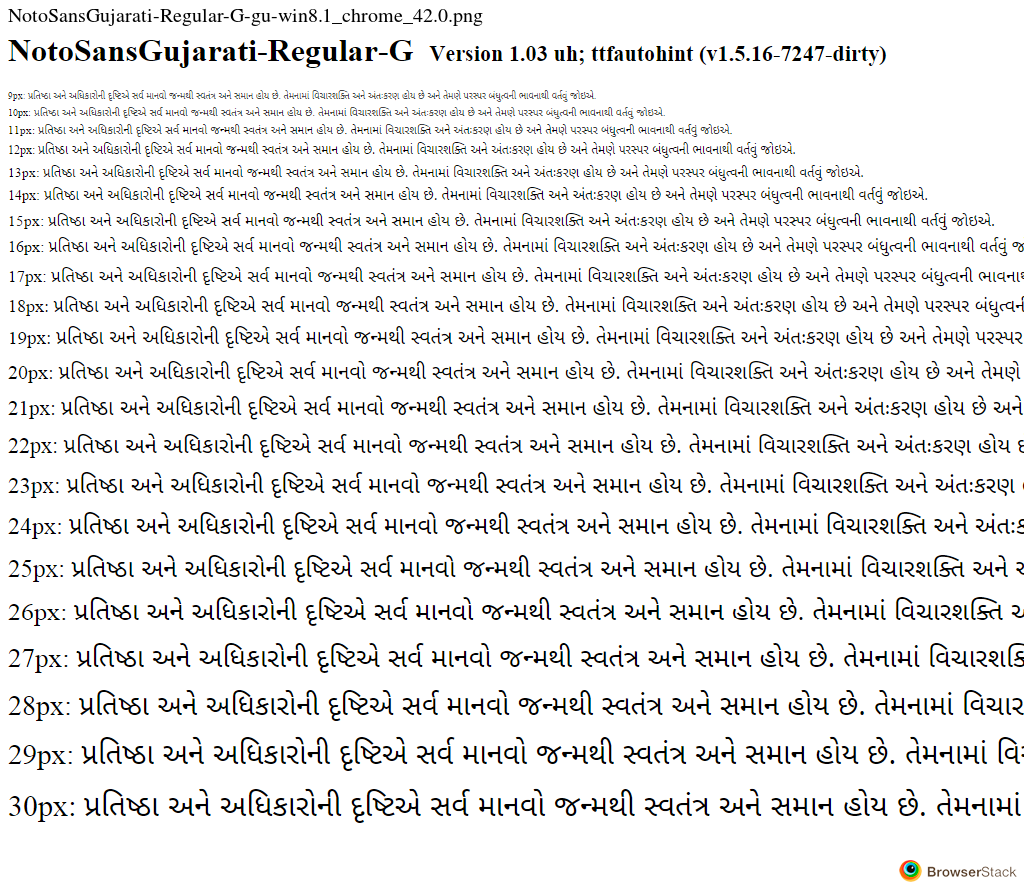 NotoSansGujarati-Regular-G-gu-win8.1_chrome_42.0.png
NotoSansGujarati-Regular-G Version 1.03 uh; ttfautohint (v1.5.16-7247-dirty)
9px: પ્રતિષ્ઠા અને અધિકારોની દૃષ્ટિએ સર્વ માનવો જન્મથી સ્વતંત્ર અને સમાન હોય છે. તેમનામાં વિચારશક્તિ અને અંતઃકરણ હોય છે અને તેમણે પરસ્પર બંધુત્વની ભાવનાથી વર્તવું જોઇએ.
10px: પ્રતિષ્ઠા અને અધિકારોની દૃષ્ટિએ સર્વ માનવો જન્મથી સ્વતંત્ર અને સમાન હોય છે. તેમનામાં વિચારશક્તિ અને અંતઃકરણ હોય છે અને તેમણે પરસ્પર બંધુત્વની ભાવનાથી વર્તવું જોઇએ.
11px: પ્રતિષ્ઠા અને અધિકારોની દૃષ્ટિએ સર્વ માનવો જન્મથી સ્વતંત્ર અને સમાન હોય છે. તેમનામાં વિચારશક્તિ અને અંતઃકરણ હોય છે અને તેમણે પરસ્પર બંધુત્વની ભાવનાથી વર્તવું જોઇએ.
12px: પ્રતિષ્ઠા અને અધિકારોની દૃષ્ટિએ સર્વ માનવો જન્મથી સ્વતંત્ર અને સમાન હોય છે. તેમનામાં વિચારશક્તિ અને અંતઃકરણ હોય છે અને તેમણે પરસ્પર બંધુત્વની ભાવનાથી વર્તવું જોઇએ.
13px: પ્રતિષ્ઠા અને અધિકારોની દૃષ્ટિએ સર્વ માનવો જન્મથી સ્વતંત્ર અને સમાન હોય છે. તેમનામાં વિચારશક્તિ અને અંતઃકરણ હોય છે અને તેમણે પરસ્પર બંધુત્વની ભાવનાથી વર્તવું જોઇએ.
14px: પ્રતિષ્ઠા અને અધિકારોની દૃષ્ટિએ સર્વ માનવો જન્મથી સ્વતંત્ર અને સમાન હોય છે. તેમનામાં વિચારશક્તિ અને અંતઃકરણ હોય છે અને તેમણે પરસ્પર બંધુત્વની ભાવનાથી વર્તવું જોઇએ.
15px: પ્રતિષ્ઠા અને અધિકારોની દૃષ્ટિએ સર્વ માનવો જન્મથી સ્વતંત્ર અને સમાન હોય છે. તેમનામાં વિચારશક્તિ અને અંતઃકરણ હોય છે અને તેમણે પરસ્પર બંધુત્વની ભાવનાથી વર્તવું જોઇએ.
16px: પ્રતિષ્ઠા અને અધિકારોની દૃષ્ટિએ સર્વ માનવો જન્મથી સ્વતંત્ર અને સમાન હોય છે. તેમનામાં વિચારશક્તિ અને અંતઃકરણ હોય છે અને તેમણે પરસ્પર બંધુત્વની ભાવનાથી વર્તવું
17px: પ્રતિષ્ઠા અને અધિકારોની દૃષ્ટિએ સર્વ માનવો જન્મથી સ્વતંત્ર અને સમાન હોય છે. તેમનામાં વિચારશક્તિ અને અંતઃકરણ હોય છે અને તેમણે પરસ્પર બંધુત્વની
18px: પ્રતિષ્ઠા અને અધિકારોની દૃષ્ટિએ સર્વ માનવો જન્મથી સ્વતંત્ર અને સમાન હોય છે. તેમનામાં વિચારશક્તિ અને અંતઃકરણ હોય છે અને તેમણે પરસ્પર બંધુત્વની
19px: પ્રતિષ્ઠા અને અધિકારોની દૃષ્ટિએ સર્વ માનવો જન્મથી સ્વતંત્ર અને સમાન હોય છે. તેમનામાં વિચારશક્તિ અને અંતઃકરણ હોય છે અને તેમણે પરસ્પર
20px: પ્રતિષ્ઠા અને અધિકારોની દૃષ્ટિએ સર્વ માનવો જન્મથી સ્વતંત્ર અને સમાન હોય છે. તેમનામાં વિચારશક્તિ અને અંતઃકરણ હોય છે અને તેમણે
21px: પ્રતિષ્ઠા અને અધિકારોની દૃષ્ટિએ સર્વ માનવો જન્મથી સ્વતંત્ર અને સમાન હોય છે. તેમનામાં વિચારશક્તિ અને અંતઃકરણ હોય છે અને
22px: પ્રતિષ્ઠા અને અધિકારોની દૃષ્ટિએ સર્વ માનવો જન્મથી સ્વતંત્ર અને સમાન હોય છે. તેમનામાં વિચારશક્તિ અને અંતઃકરણ હોય
23px: પ્રતિષ્ઠા અને અધિકારોની દૃષ્ટિએ સર્વ માનવો જન્મથી સ્વતંત્ર અને સમાન હોય છે. તેમનામાં વિચારશક્તિ અને અંતઃકરણ
24px: પ્રતિષ્ઠા અને અધિકારોની દૃષ્ટિએ સર્વ માનવો જન્મથી સ્વતંત્ર અને સમાન હોય છે. તેમનામાં વિચારશક્તિ અને
25px: પ્રતિષ્ઠા અને અધિકારોની દૃષ્ટિએ સર્વ માનવો જન્મથી સ્વતંત્ર અને સમાન હોય છે. તેમનામાં વિચારશક્તિ અને
26px: પ્રતિષ્ઠા અને અધિકારોની દૃષ્ટિએ સર્વ માનવો જન્મથી સ્વતંત્ર અને સમાન હોય છે. તેમનામાં વિચારશક્તિ
27px: પ્રતિષ્ઠા અને અધિકારોની દૃષ્ટિએ સર્વ માનવો જન્મથી સ્વતંત્ર અને સમાન હોય છે. તેમનામાં
28px: પ્રતિષ્ઠા અને અધિકારોની દૃષ્ટિએ સર્વ માનવો જન્મથી સ્વતંત્ર અને સમાન હોય છે. તેમનામાં વિચાર
29px: પ્રતિષ્ઠા અને અધિકારોની દૃષ્ટિએ સર્વ માનવો જન્મથી સ્વતંત્ર અને સમાન હોય છે. તેમનામાં
30px: પ્રતિષ્ઠા અને અધિકારોની દૃષ્ટિએ સર્વ માનવો જન્મથી સ્વતંત્ર અને સમાન હોય છે. તેમનામાં
BrowserStack